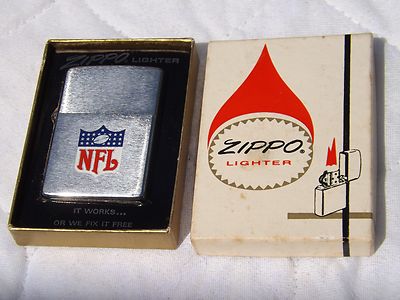 ZIPPO LIGHTER
NFL
IT WORKS...
OR WE FIX IT FREE
ZIPPO
LIGHTER